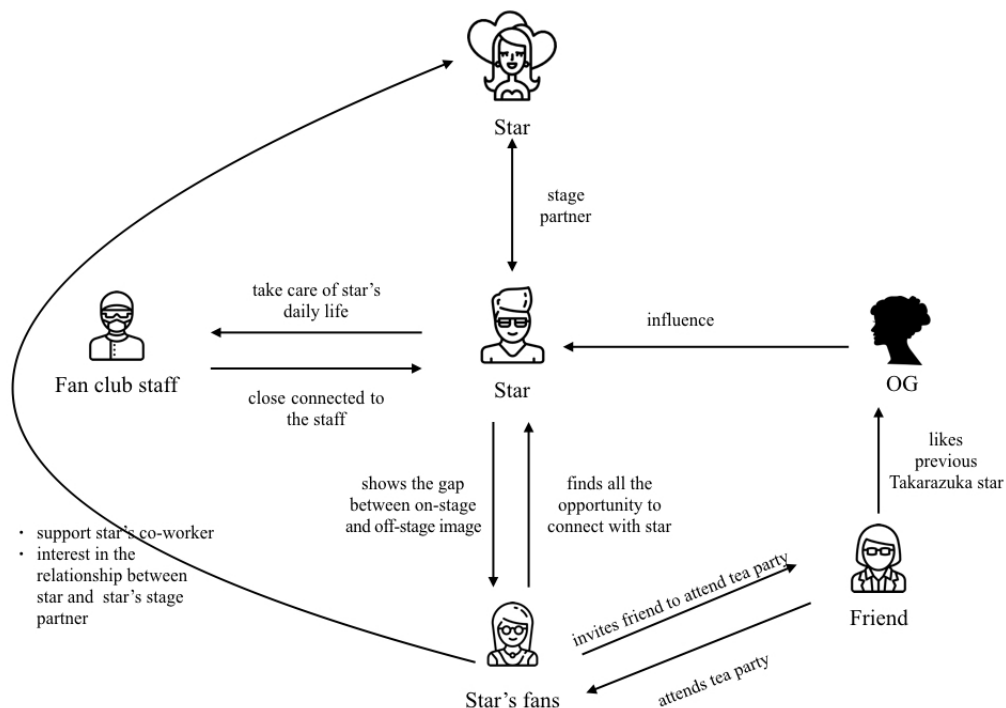 Star
stage
partner
take care of star's
daily life
influence
Fan club staff
Star
OG
close connected to
the staff
likes
previous
Takarazuka star
shows the gap
between on-stage
and off-stage image
finds all the
opportunity to
connect with star
· support star's co-worker
· interest in the
relationship between
star and star's stage
partner
invites friend to attend tea party
Friend
attends tea party
Star's fans